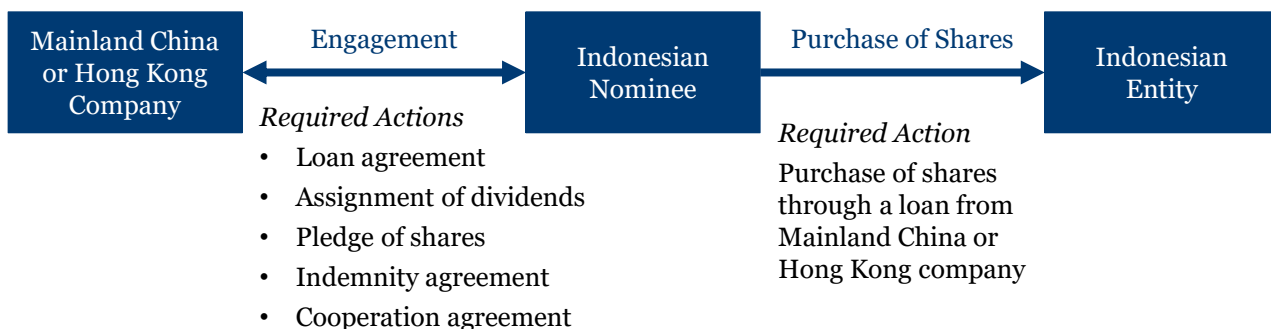 Mainland China
or Hong Kong
Company
Engagement
Required Actions
• Loan agreement
• Assignment of dividends
• Pledge of shares
• Indemnity agreement
• Cooperation agreement
Indonesian
Nominee
Purchase of Shares
Required Action
Purchase of shares
through a loan from
Mainland China or
Hong Kong company
Indonesian
Entity